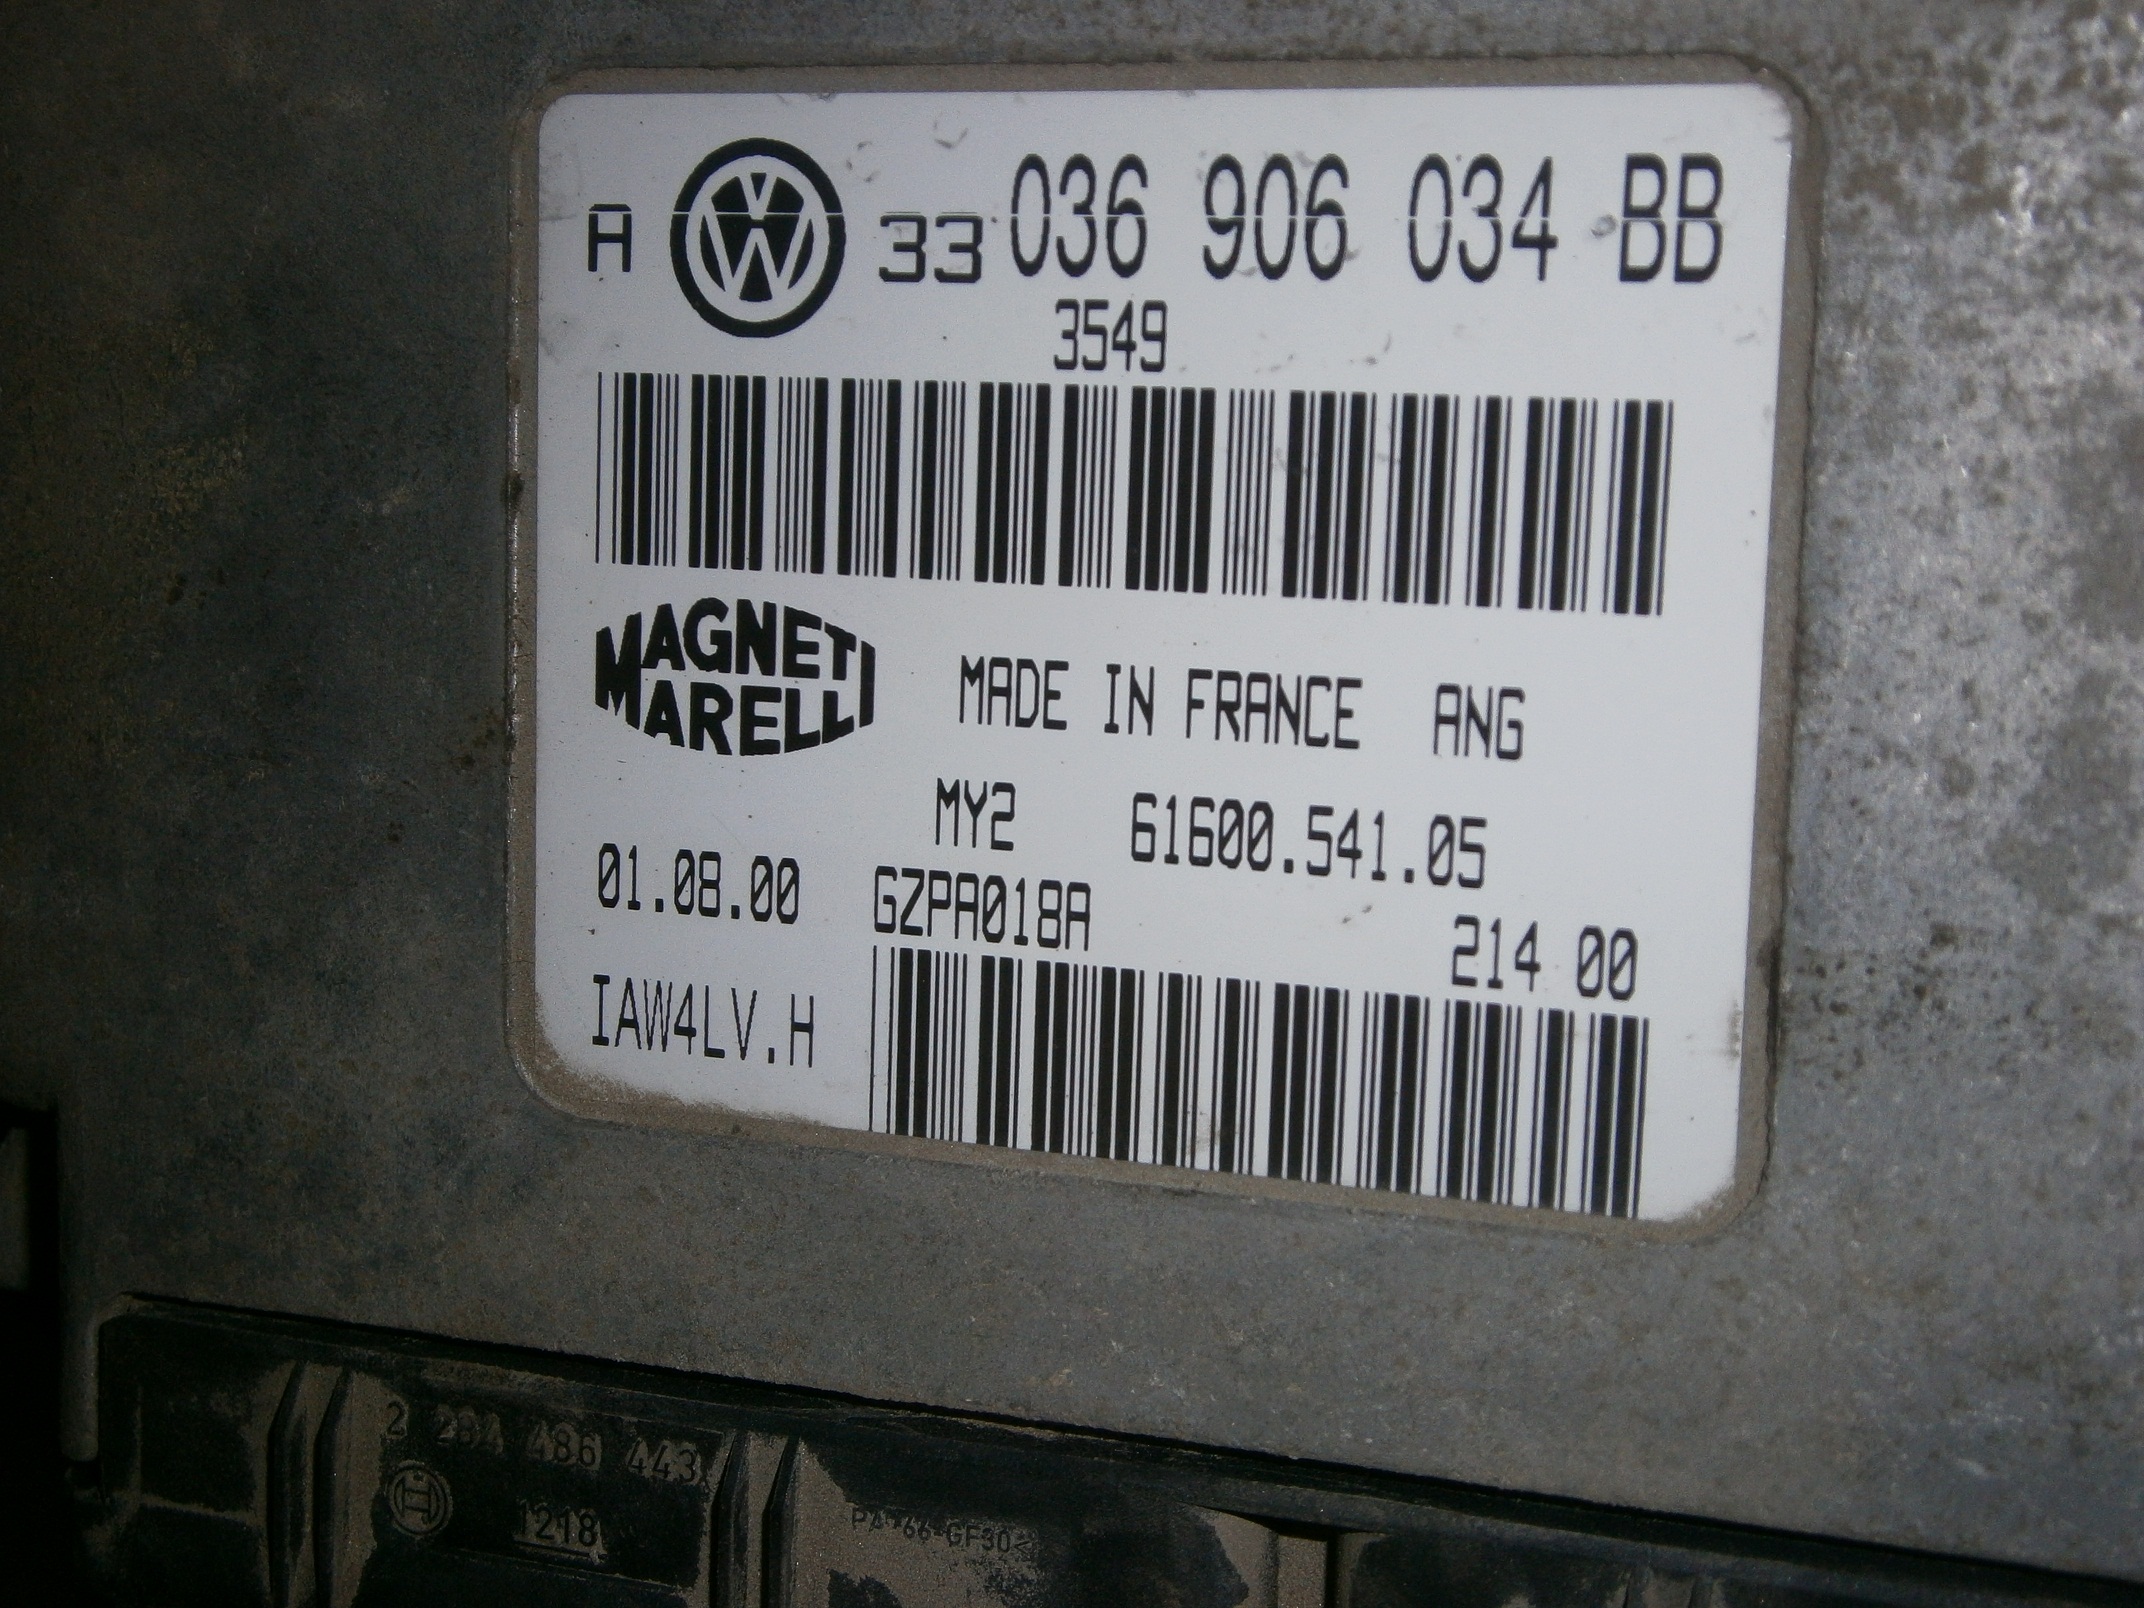 A 33 036 906 034 BB
3549
MAGNETI
MARELLI
MADE IN FRANCE ANG
MY2 61600.541.05
01.08.00 GZPA018A
214 00
IAW4LV.H
2 284 486 443
1218
PA-66-GF30<